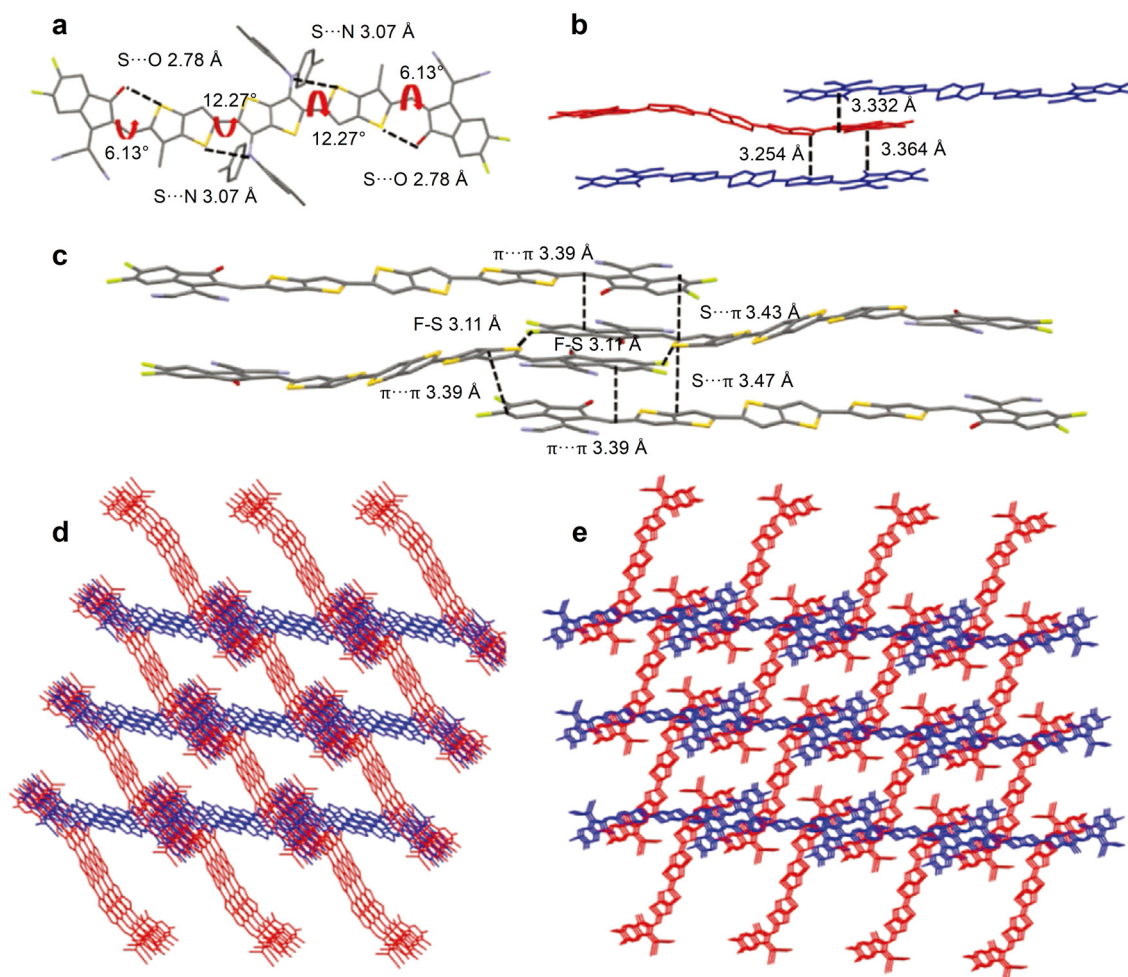 a
S···O 2.78 Å
S···N 3.07 Å
6.13°
12.27°
12.27°
6.13°
S···N 3.07 Å
S···O 2.78 Å
b
3.332 Å
3.254 Å
3.364 Å
c
π···π 3.39 Å
S···π 3.43 Å
F-S 3.11 Å
F-S 3.11 Å
π···π 3.39 Å
S···π 3.47 Å
π···π 3.39 Å
d
e